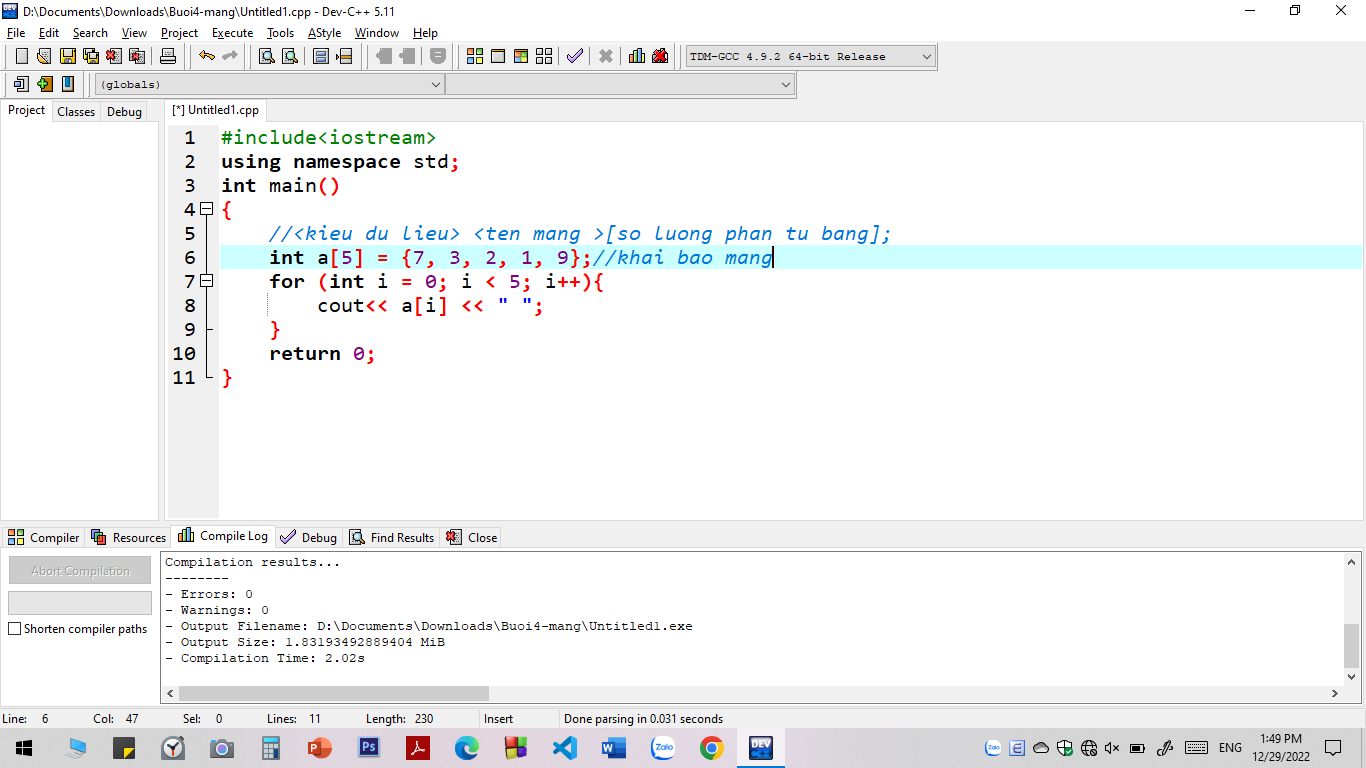 D:\Documents\Downloads\Buoi4-mang\Untitled1.cpp - Dev-C++ 5.11
File Edit Search View Project Execute Tools AStyle Window Help
TDM-GCC 4.9.2 64-bit Release
(globals)
Project Classes Debug
[*] Untitled1.cpp
1 #include<iostream>
2 using namespace std;
3 int main()
4 {
5 //<kieu du lieu> <ten mang >[so luong phan tu bang];
6 int a[5] = {7, 3, 2, 1, 9};//khai bao mang
7 for (int i = 0; i < 5; i++){
8 cout<< a[i] << " ";
9 }
10 return 0;
11 }
Compiler Resources Compile Log Debug Find Results Close
Abort Compilation
Shorten compiler paths
Compilation results...
--------
- Errors: 0
- Warnings: 0
- Output Filename: D:\Documents\Downloads\Buoi4-mang\Untitled1.exe
- Output Size: 1.83193492889404 MiB
- Compilation Time: 2.02s
Line: 6 Col: 47 Sel: 0 Lines: 11 Length: 230 Insert Done parsing in 0.031 seconds
Ps
Zalo
DEV
Zalo
E
ENG
1:49 PM
12/29/2022